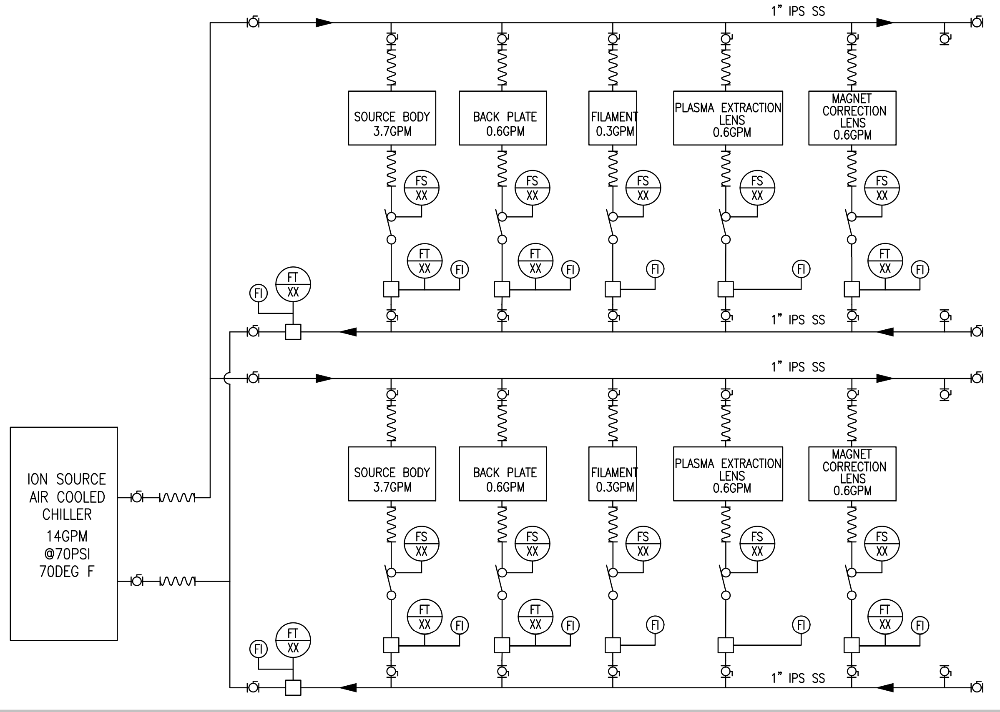 1” IPS SS
SOURCE BODY
3.7GPM
BACK PLATE
0.6GPM
FILAMENT
0.3GPM
PLASMA EXTRACTION
LENS
0.6GPM
MAGNET
CORRECTION
LENS
0.6GPM
FS
XX
FS
XX
FS
XX
FS
XX
FS
XX
FT
XX
FI
FT
XX
FI
FI
FI
FT
XX
FI
FI
FT
XX
1” IPS SS
1” IPS SS
SOURCE BODY
3.7GPM
BACK PLATE
0.6GPM
FILAMENT
0.3GPM
PLASMA EXTRACTION
LENS
0.6GPM
MAGNET
CORRECTION
LENS
0.6GPM
ION SOURCE
AIR COOLED
CHILLER
14GPM
@70PSI
70DEG F
FS
XX
FS
XX
FS
XX
FS
XX
FS
XX
FT
XX
FI
FT
XX
FI
FI
FI
FT
XX
FI
FI
FT
XX
1” IPS SS